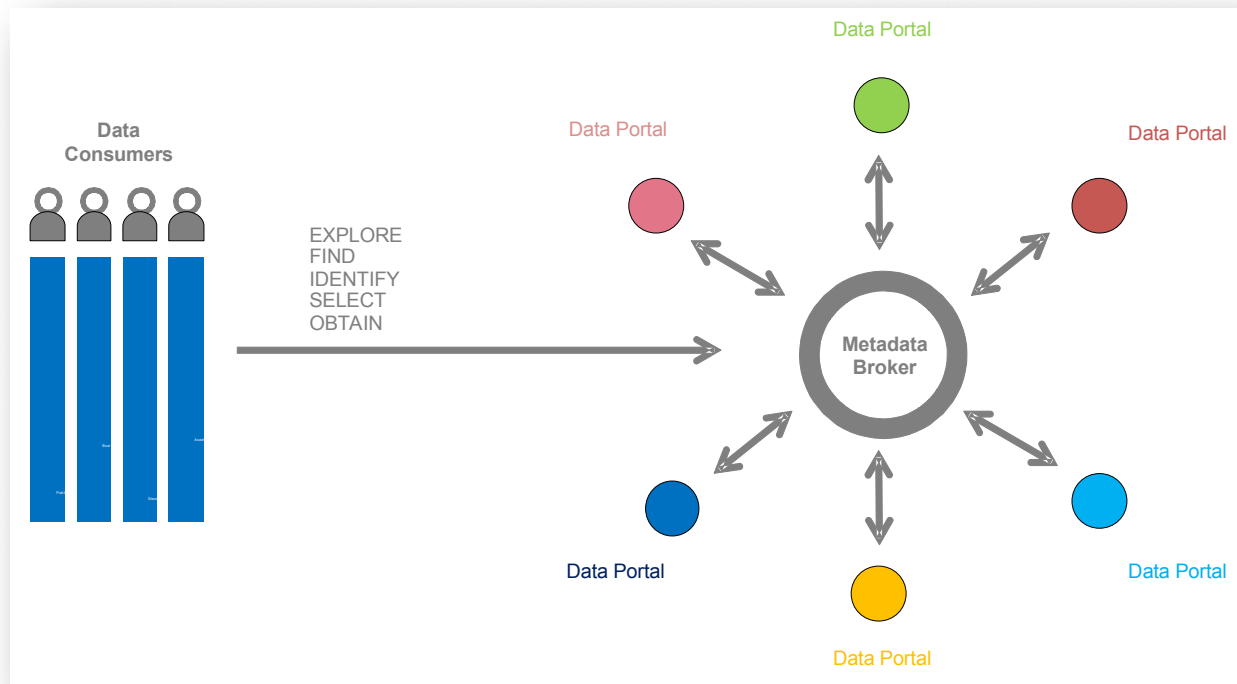 Data Portal
Data Portal
Data Portal
Data
Consumers
EXPLORE
FIND
IDENTIFY
SELECT
OBTAIN
Metadata
Broker
Data Portal
Data Portal
Data Portal